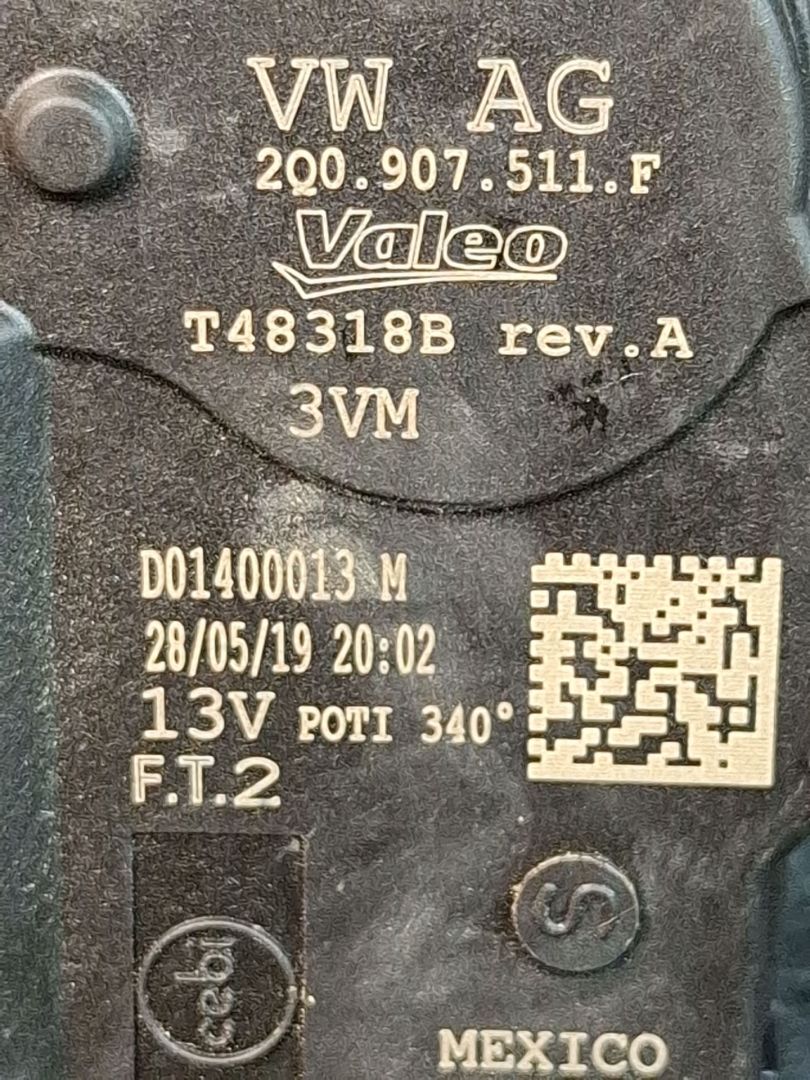 VW AG
2Q0.907.511.F
Valeo
T48318B rev.A
3VM
D01400013 M
28/05/19 20:02
13V POTI 340°
F.T.2
cebi
S
MEXICO